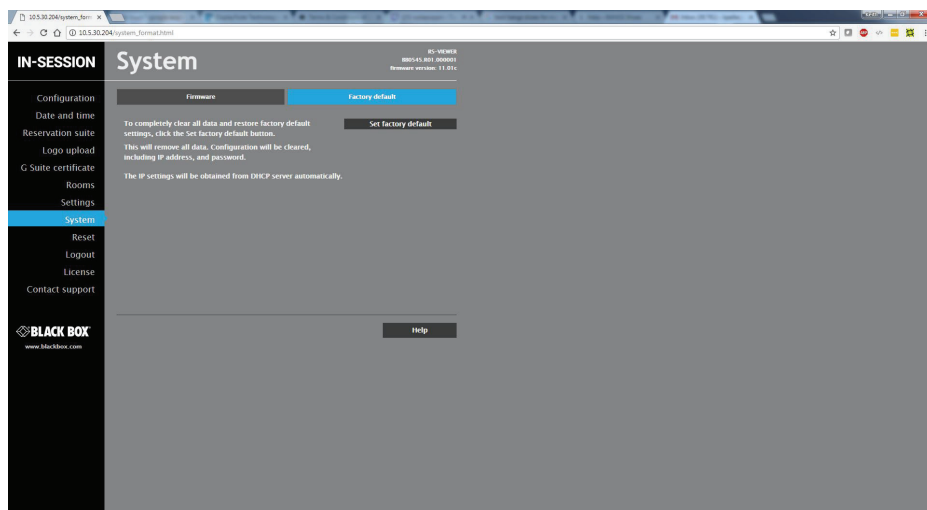 10.5.30.204/system_form
10.5.30.204/system_format.html
IN-SESSION
System
RS-VIEWER
BB0545.R01.000001
firmware version: 11.01s
Configuration
Date and time
Reservation suite
Logo upload
G Suite certificate
Rooms
Settings
System
Reset
Logout
License
Contact support
BLACK BOX
www.blackbox.com
Firmware
Factory default
To completely clear all data and restore factory default
settings, click the Set factory default button.
Set factory default
This will remove all data. Configuration will be cleared,
including IP address, and password.
The IP settings will be obtained from DHCP server automatically.
Help